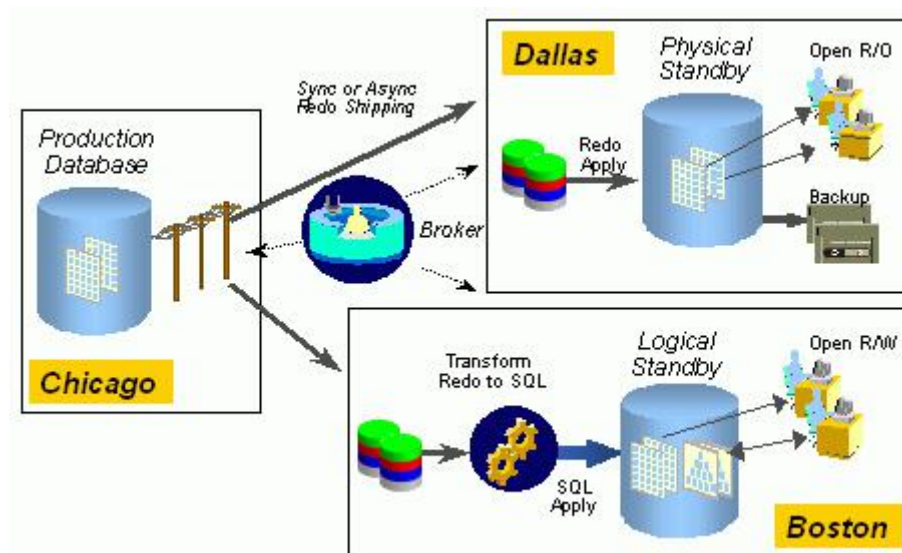 Production
Database
Chicago
Sync or Async
Redo Shipping
Broker
Dallas
Physical
Standby
Open R/O
Redo
Apply
Backup
Transform
Redo to SQL
Logical
Standby
Open R/W
SQL
Apply
Boston